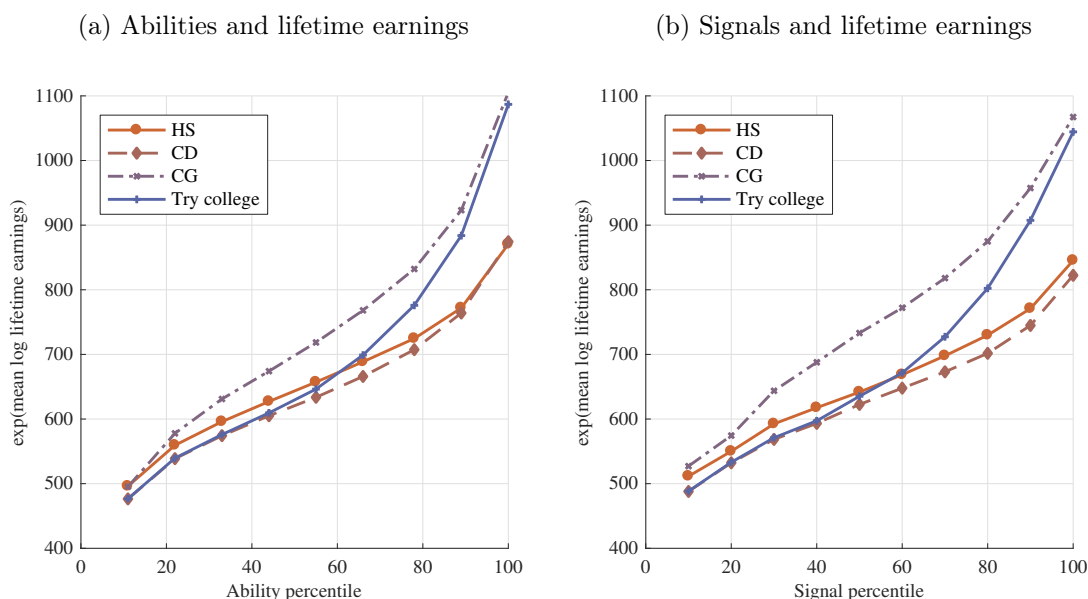 (a) Abilities and lifetime earnings
exp(mean log lifetime earnings)
1100
1000
900
800
700
600
500
400
HS
CD
CG
Try college
0 20 40 60 80 100
Ability percentile
(b) Signals and lifetime earnings
exp(mean log lifetime earnings)
1100
1000
900
800
700
600
500
400
HS
CD
CG
Try college
0 20 40 60 80 100
Signal percentile